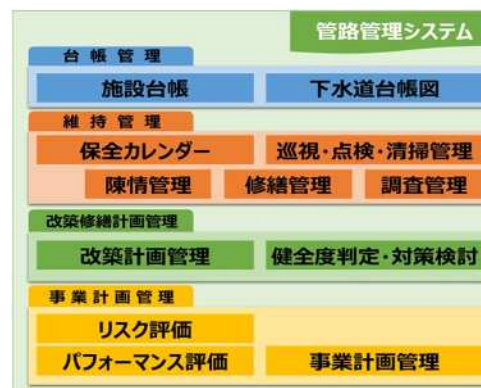 管路管理システム
台帳管理
施設台帳 下水道台帳図
維持管理
保全カレンダー 巡視・点検・清掃管理
陳情管理 修繕管理 調査管理
改築修繕計画管理
改築計画管理 健全度判定・対策検討
事業計画管理
リスク評価
パフォーマンス評価 事業計画管理